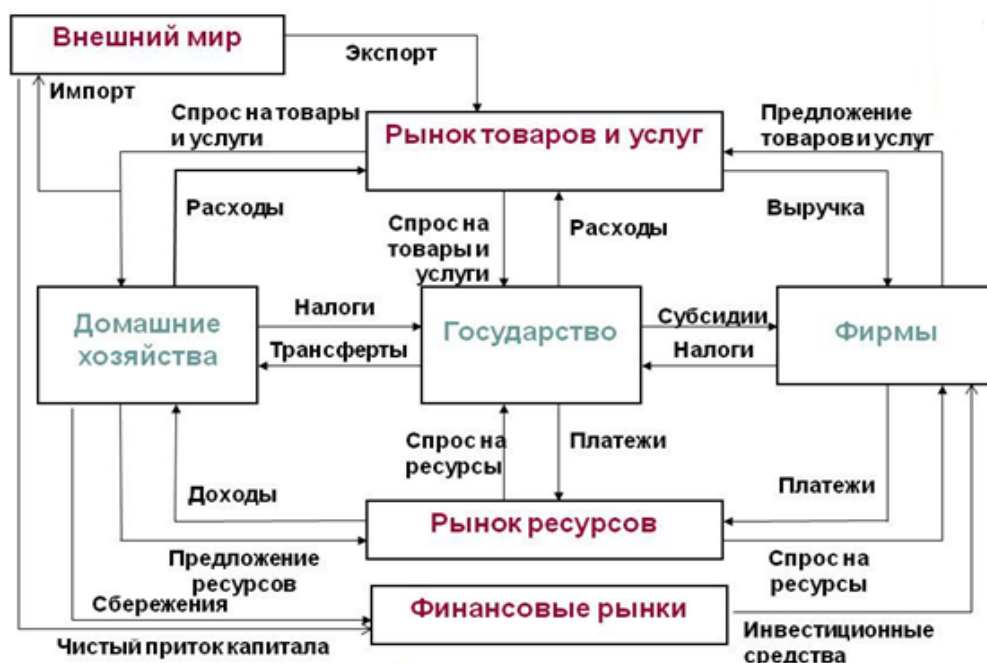 Внешний мир
Экспорт
Импорт
Спрос на товары
и услуги
Рынок товаров и услуг
Предложение
товаров и услуг
Расходы
Спрос на
товары и
услуги
Расходы
Выручка
Домашние
хозяйства
Налоги
Трансферты
Государство
Субсидии
Налоги
Фирмы
Спрос на
ресурсы
Платежи
Доходы
Платежи
Рынок ресурсов
Предложение
ресурсов
Спрос на
ресурсы
Сбережения
Финансовые рынки
Чистый приток капитала
Инвестиционные
средства